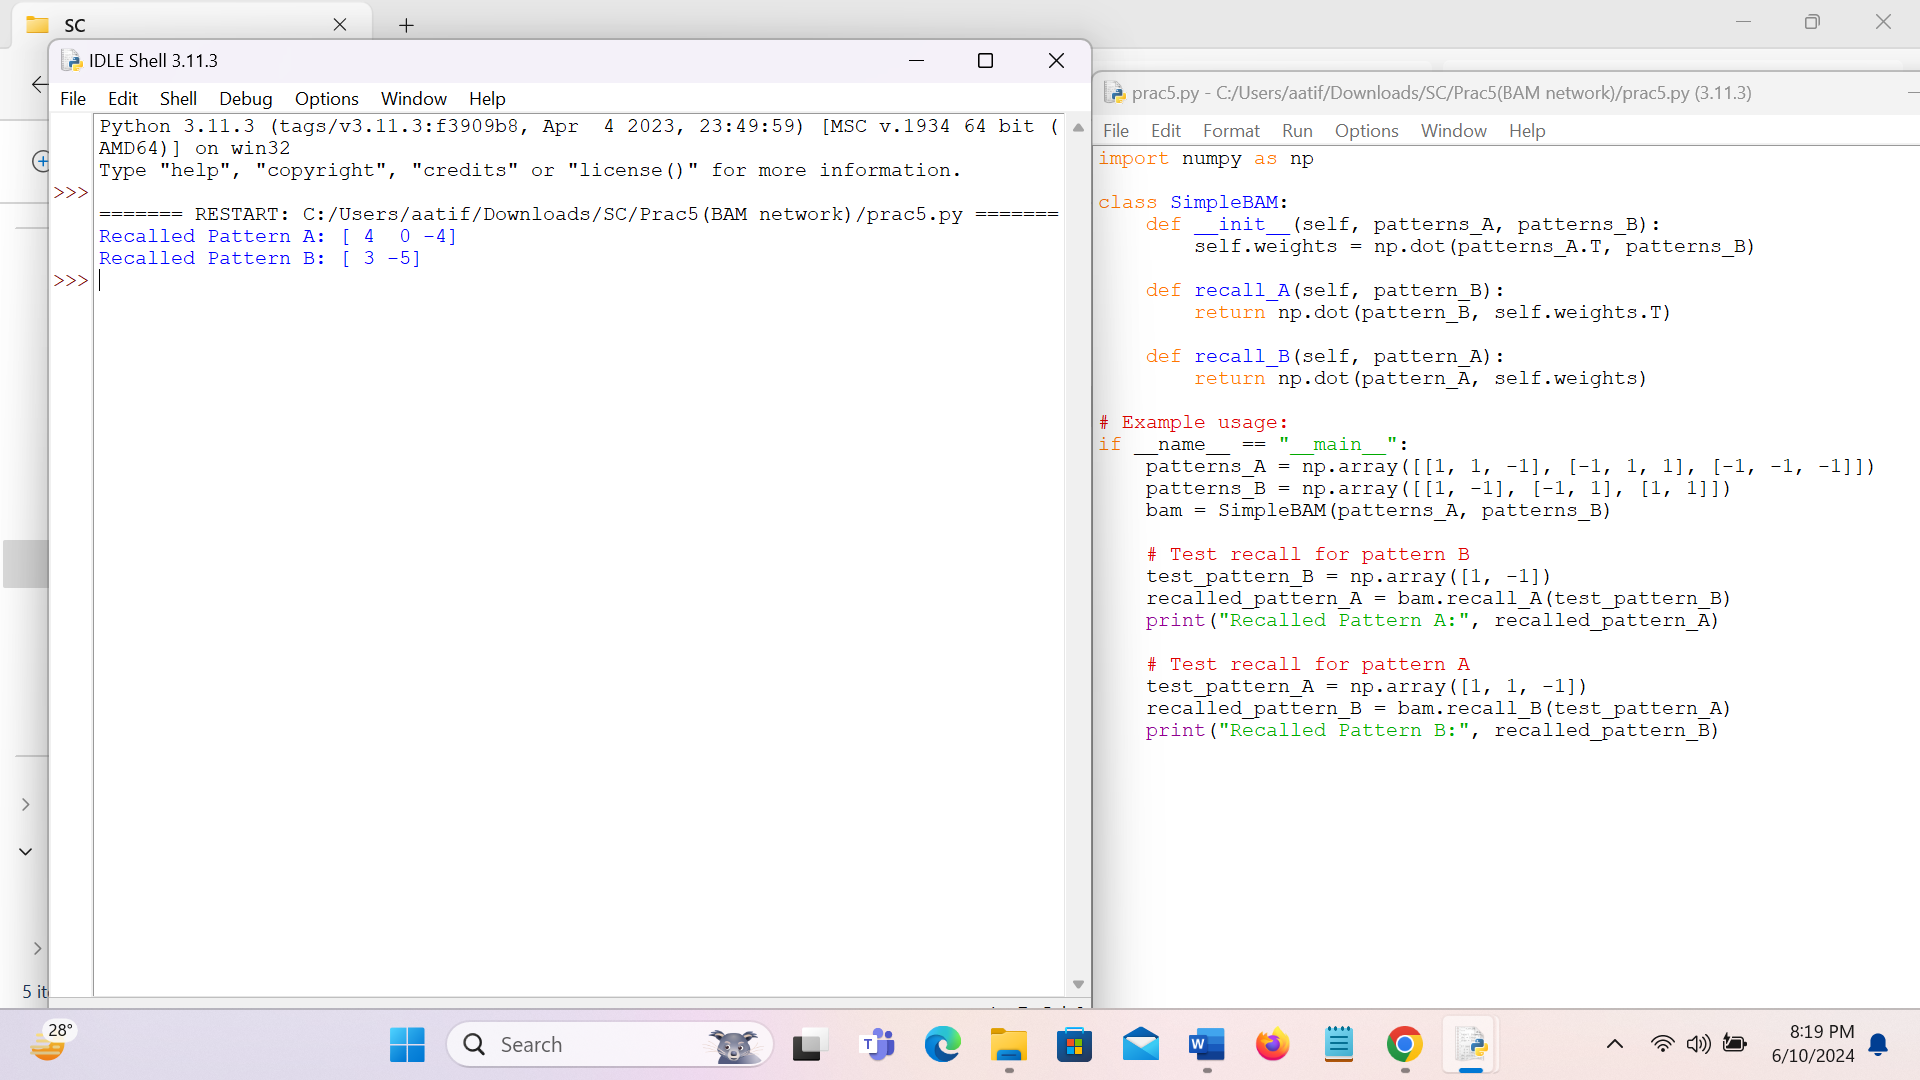 SC
IDLE Shell 3.11.3
File Edit Shell Debug Options Window Help
Python 3.11.3 (tags/v3.11.3:f3909b8, Apr  4 2023, 23:49:59) [MSC v.1934 64 bit (
AMD64)] on win32
Type "help", "copyright", "credits" or "license()" for more information.
>>>
======= RESTART: C:/Users/aatif/Downloads/SC/Prac5(BAM network)/prac5.py =======
Recalled Pattern A: [ 4  0 -4]
Recalled Pattern B: [ 3 -5]
>>>
5 it
prac5.py - C:/Users/aatif/Downloads/SC/Prac5(BAM network)/prac5.py (3.11.3)
File Edit Format Run Options Window Help
import numpy as np
class SimpleBAM:
    def __init__(self, patterns_A, patterns_B):
        self.weights = np.dot(patterns_A.T, patterns_B)
    def recall_A(self, pattern_B):
        return np.dot(pattern_B, self.weights.T)
    def recall_B(self, pattern_A):
        return np.dot(pattern_A, self.weights)
# Example usage:
if __name__ == "__main__":
    patterns_A = np.array([[1, 1, -1], [-1, 1, 1], [-1, -1, -1]])
    patterns_B = np.array([[1, -1], [-1, 1], [1, 1]])
    bam = SimpleBAM(patterns_A, patterns_B)
    # Test recall for pattern B
    test_pattern_B = np.array([1, -1])
    recalled_pattern_A = bam.recall_A(test_pattern_B)
    print("Recalled Pattern A:", recalled_pattern_A)
    # Test recall for pattern A
    test_pattern_A = np.array([1, 1, -1])
    recalled_pattern_B = bam.recall_B(test_pattern_A)
    print("Recalled Pattern B:", recalled_pattern_B)
28°
Search
8:19 PM
6/10/2024